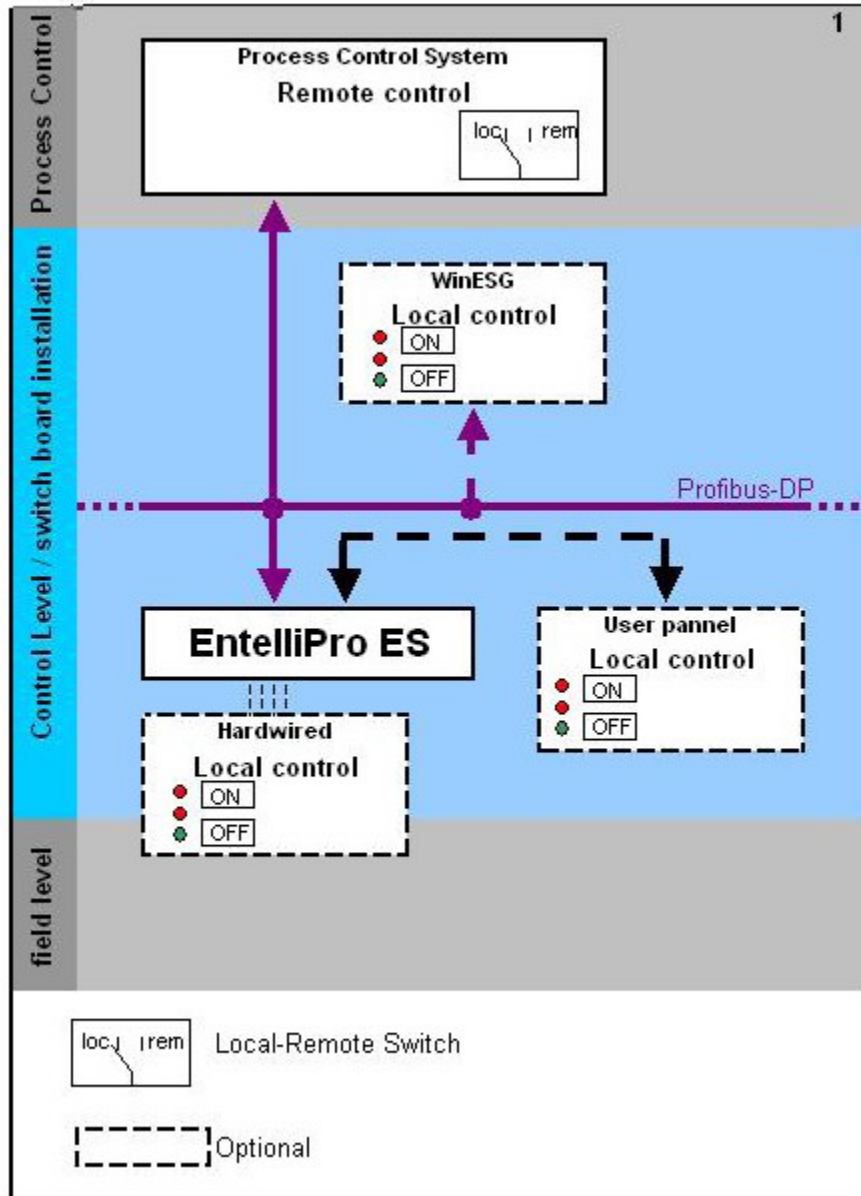 1
Process Control
Process Control System
Remote control
loc rem
Control Level / switch board installation
WinESG
Local control
ON
OFF
Profibus-DP
EntelliPro ES
User pannel
Local control
ON
OFF
Hardwired
Local control
ON
OFF
field level
loc rem
Local-Remote Switch
Optional